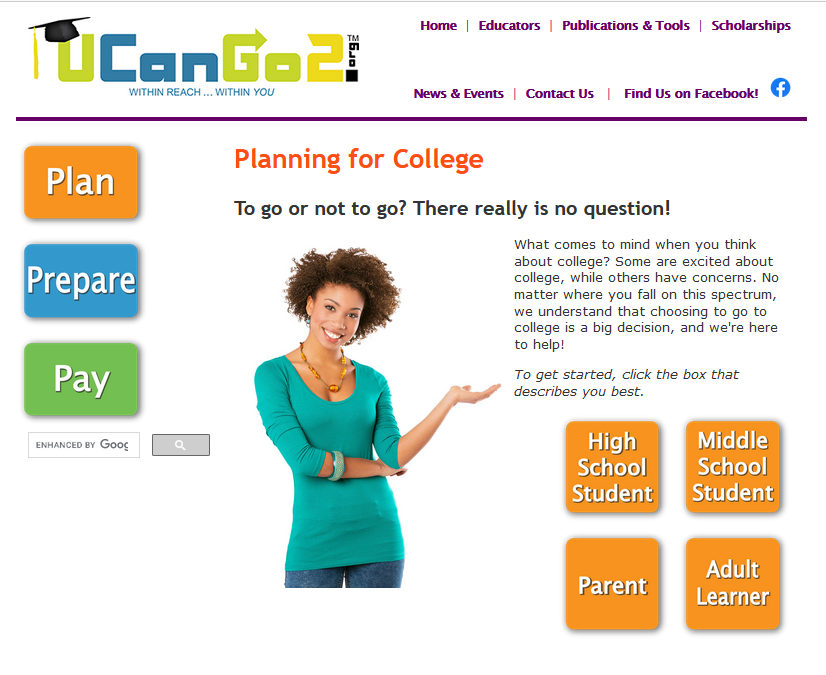 UCanGo2.org™
WITHIN REACH ... WITHIN YOU
Home | Educators | Publications & Tools | Scholarships
News & Events | Contact Us | Find Us on Facebook!
Plan
Prepare
Pay
ENHANCED BY Goog
Planning for College
To go or not to go? There really is no question!
What comes to mind when you think
about college? Some are excited about
college, while others have concerns. No
matter where you fall on this spectrum,
we understand that choosing to go to
college is a big decision, and we're here
to help!
To get started, click the box that
describes you best.
High
School
Student
Middle
School
Student
Parent
Adult
Learner